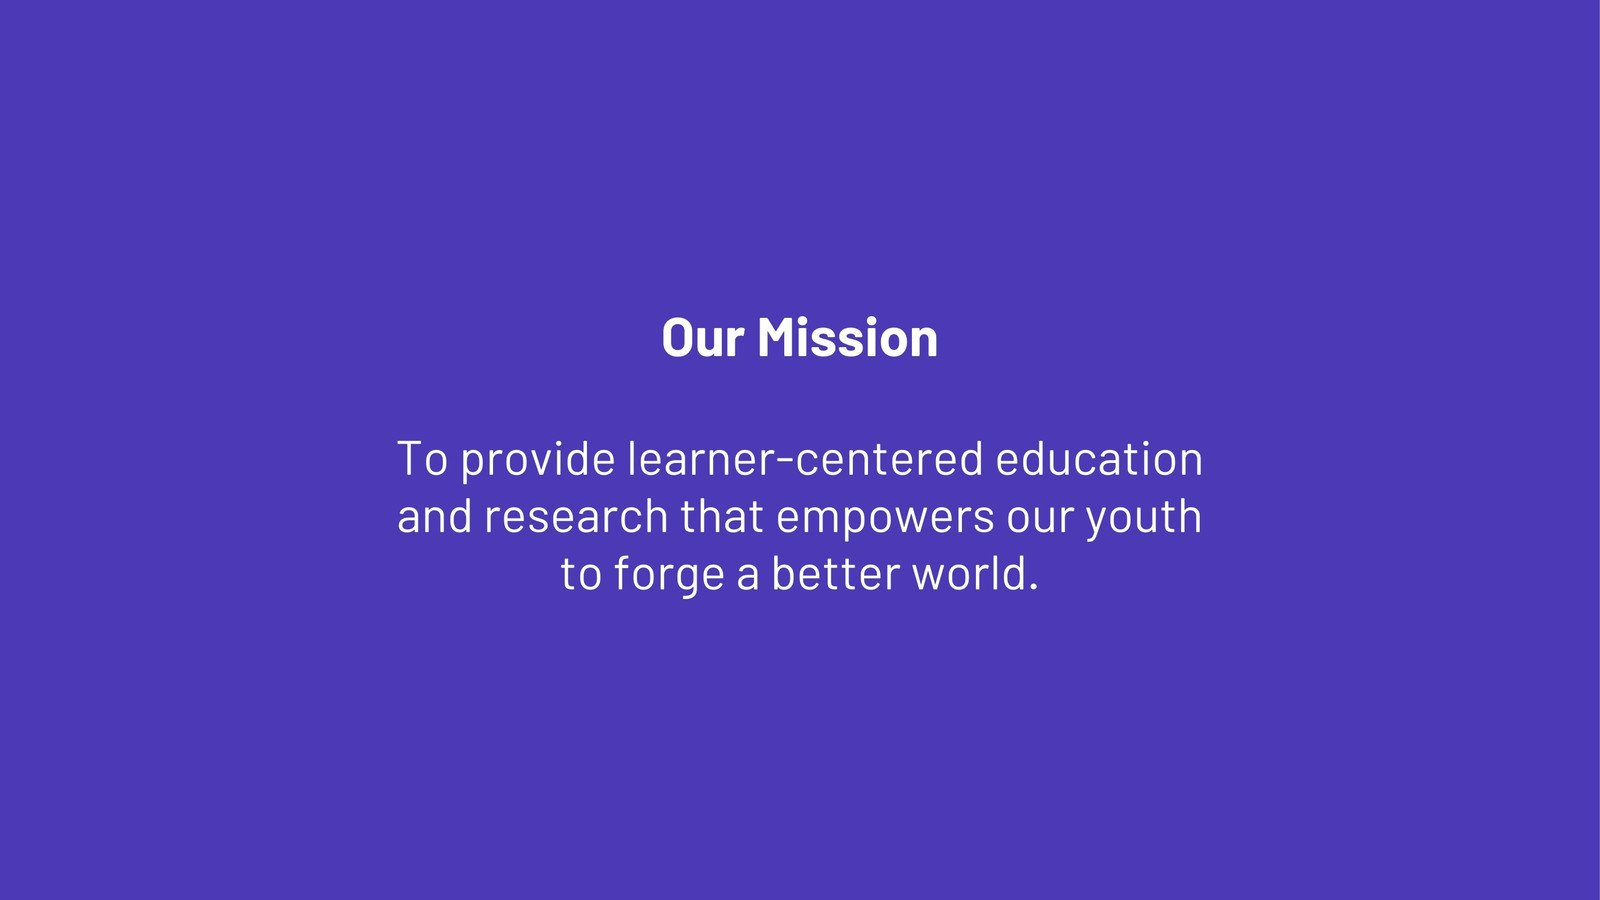 Our Mission
To provide learner-centered education
and research that empowers our youth
to forge a better world.